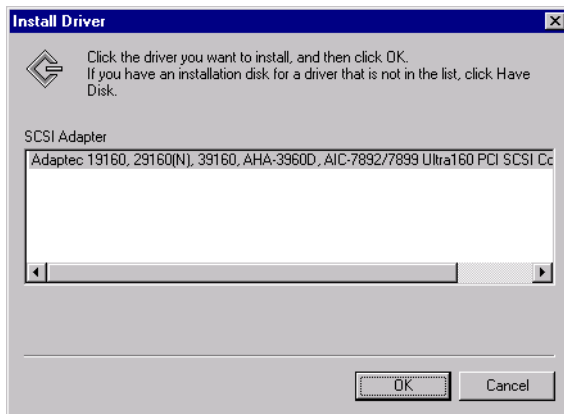 Install Driver
Click the driver you want to install, and then click OK.
If you have an installation disk for a driver that is not in the list, click Have
Disk.
SCSI Adapter
Adaptec 19160, 29160(N), 39160, AHA-3960D, AIC-7892/7899 Ultra160 PCI SCSI Cc
OK
Cancel